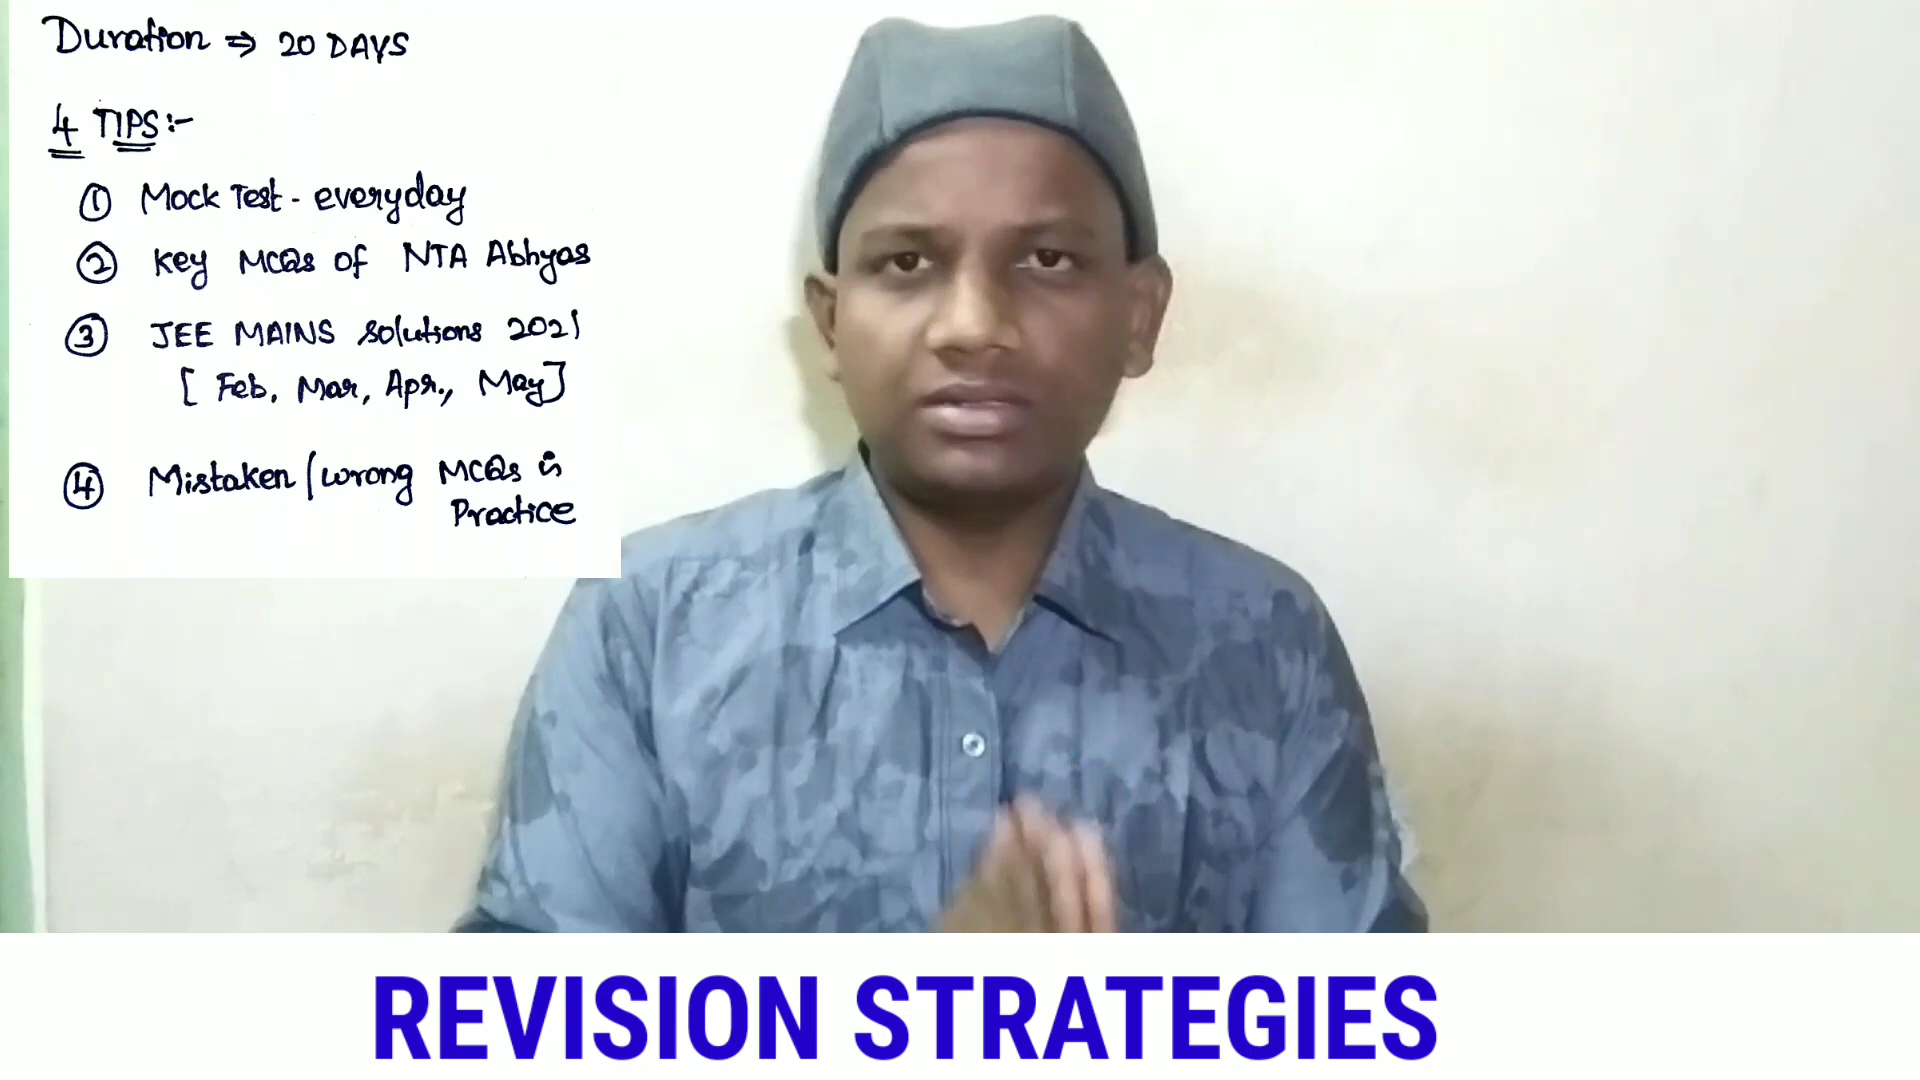 Duration ⇒ 20 DAYS
4 TIPS :-
① Mock Test - everyday
② Key MCQs of NTA Abhyas
③ JEE MAINS solutions 2021
[ Feb, Mar, Apr., May]
④ Mistaken / wrong MCQs in
Practice
REVISION STRATEGIES